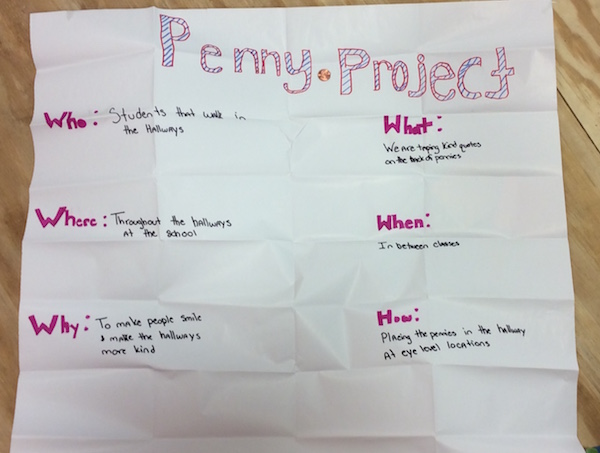 Penny Project
Who: Students that walk in
the Hallways
What:
We are taping kind quotes
on the back of pennies
Where: Throughout the hallways
At the school
When:
In between classes
Why: To make people smile
& make the hallways
more kind
How:
Placing the pennies in the hallway
At eye level locations